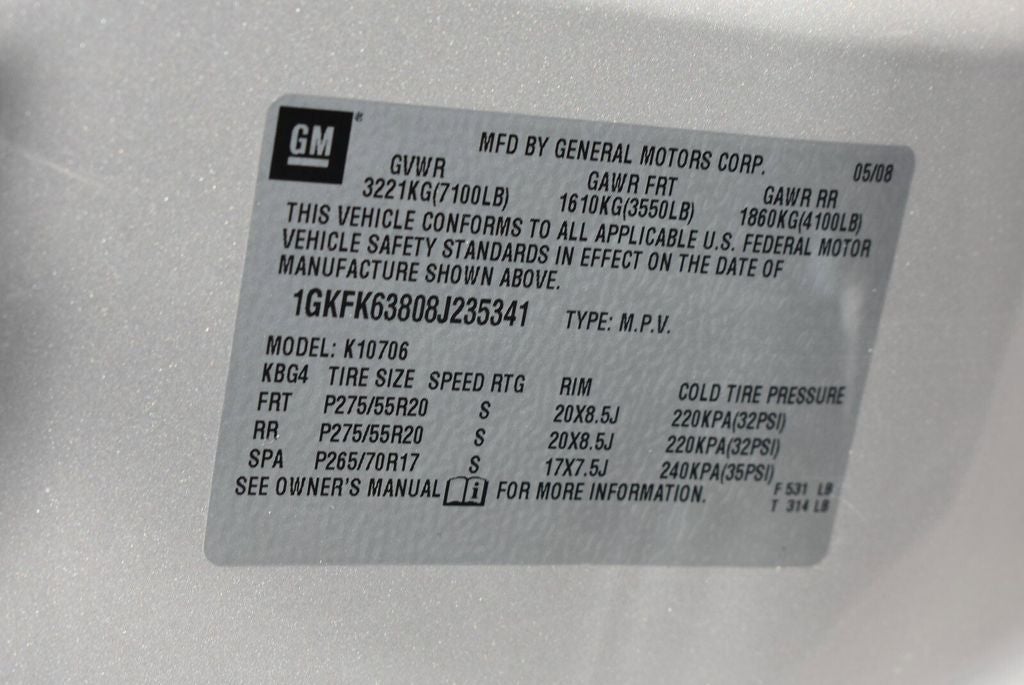 GM®
MFD BY GENERAL MOTORS CORP. 05/08
GVWR GAWR FRT GAWR RR
3221KG(7100LB) 1610KG(3550LB) 1860KG(4100LB)
THIS VEHICLE CONFORMS TO ALL APPLICABLE U.S. FEDERAL MOTOR
VEHICLE SAFETY STANDARDS IN EFFECT ON THE DATE OF
MANUFACTURE SHOWN ABOVE.
1GKFK63808J235341 TYPE: M.P.V.
MODEL: K10706
KBG4 TIRE SIZE SPEED RTG RIM COLD TIRE PRESSURE
FRT P275/55R20 S 20X8.5J 220KPA(32PSI)
RR P275/55R20 S 20X8.5J 220KPA(32PSI)
SPA P265/70R17 S 17X7.5J 240KPA(35PSI)
SEE OWNER'S MANUAL i FOR MORE INFORMATION.
F 531 LB
T 314 LB